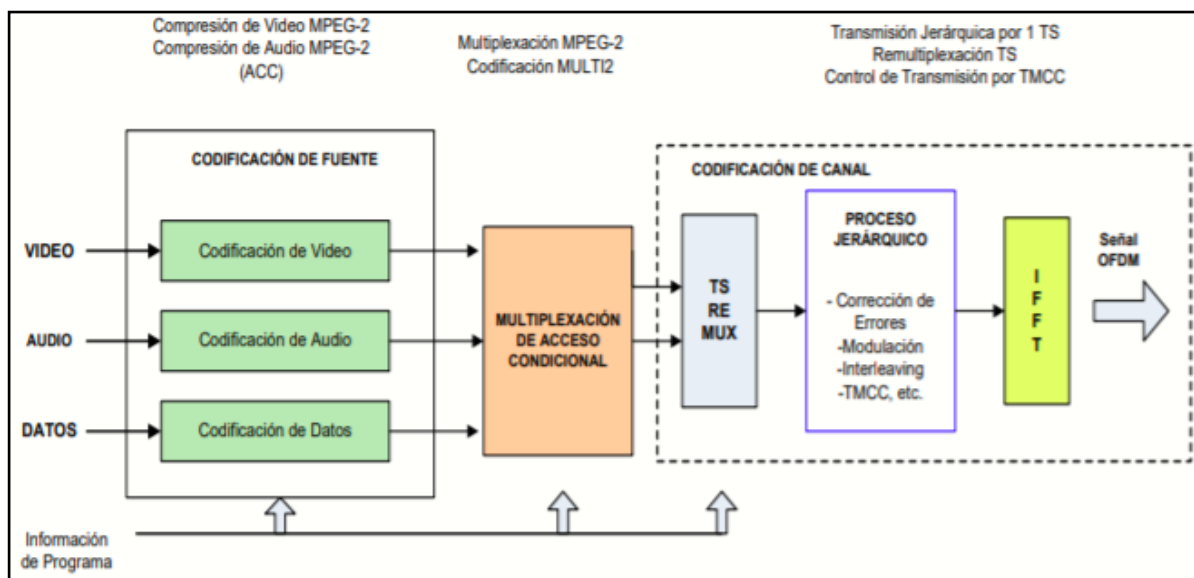 Compresión de Video MPEG-2
Compresión de Audio MPEG-2
(ACC)
Multiplexación MPEG-2
Codificación MULTI2
Transmisión Jerárquica por 1 TS
Remultiplexación TS
Control de Transmisión por TMCC
CODIFICACIÓN DE FUENTE
VIDEO
Codificación de Video
AUDIO
Codificación de Audio
DATOS
Codificación de Datos
MULTIPLEXACIÓN
DE ACCESO
CONDICIONAL
CODIFICACIÓN DE CANAL
TS
RE
MUX
PROCESO
JERÁRQUICO
- Corrección de
Errores
-Modulación
-Interleaving
-TMCC, etc.
I
F
F
T
Señal
OFDM
Información
de Programa